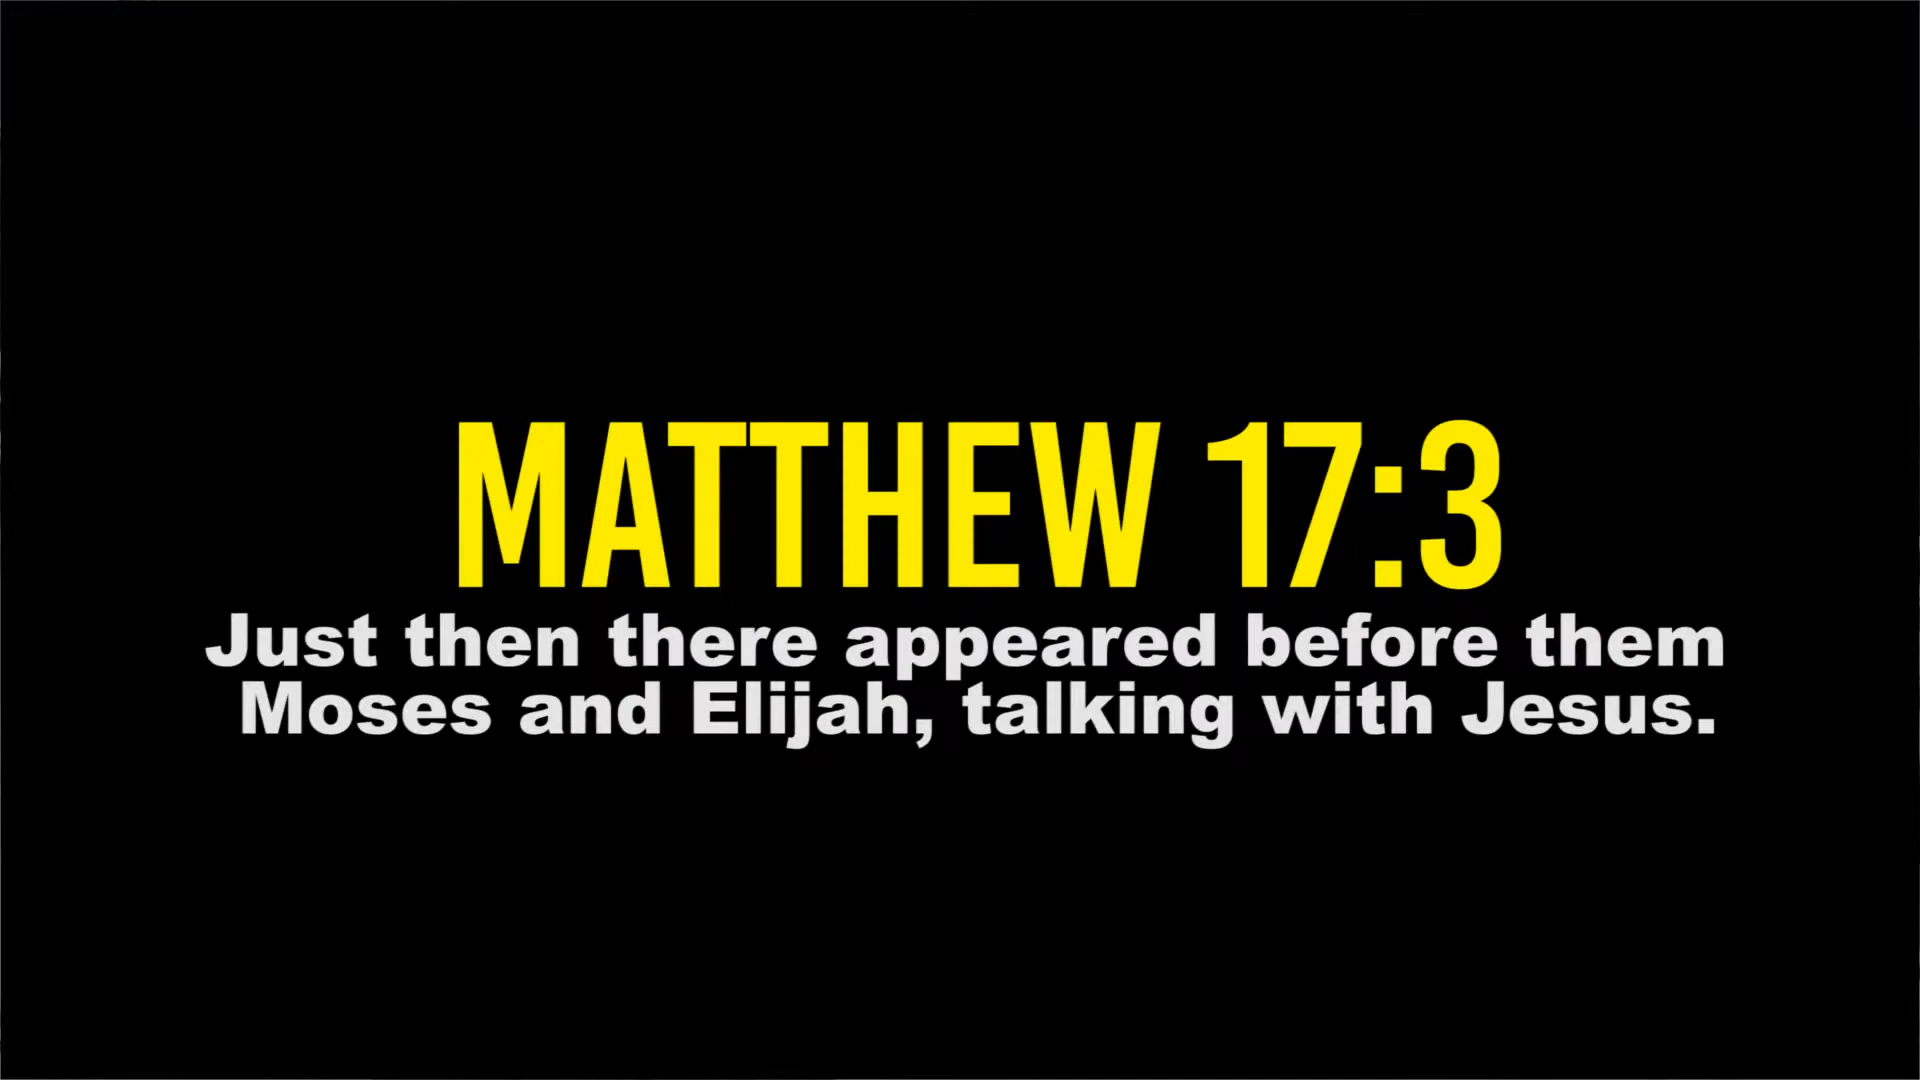 MATTHEW 17:3
Just then there appeared before them
Moses and Elijah, talking with Jesus.